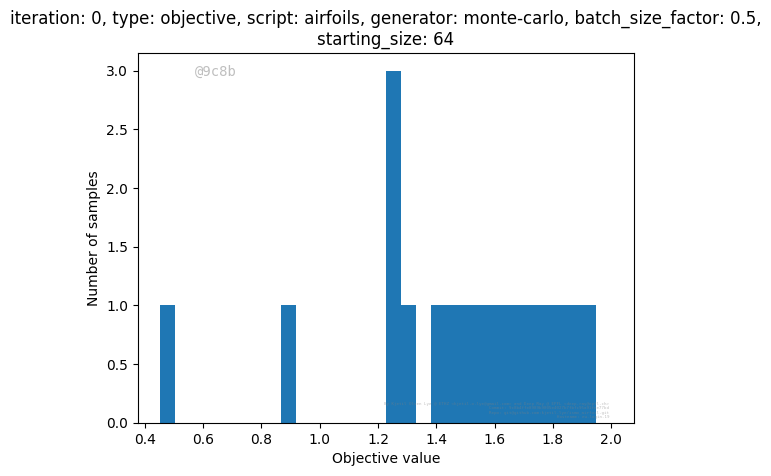 iteration: 0, type: objective, script: airfoils, generator: monte-carlo, batch_size_factor: 0.5,
starting_size: 64
@9c8b
3.0
2.5
2.0
1.5
1.0
0.5
0.0
Number of samples
0.4 0.6 0.8 1.0 1.2 1.4 1.6 1.8 2.0
Objective value